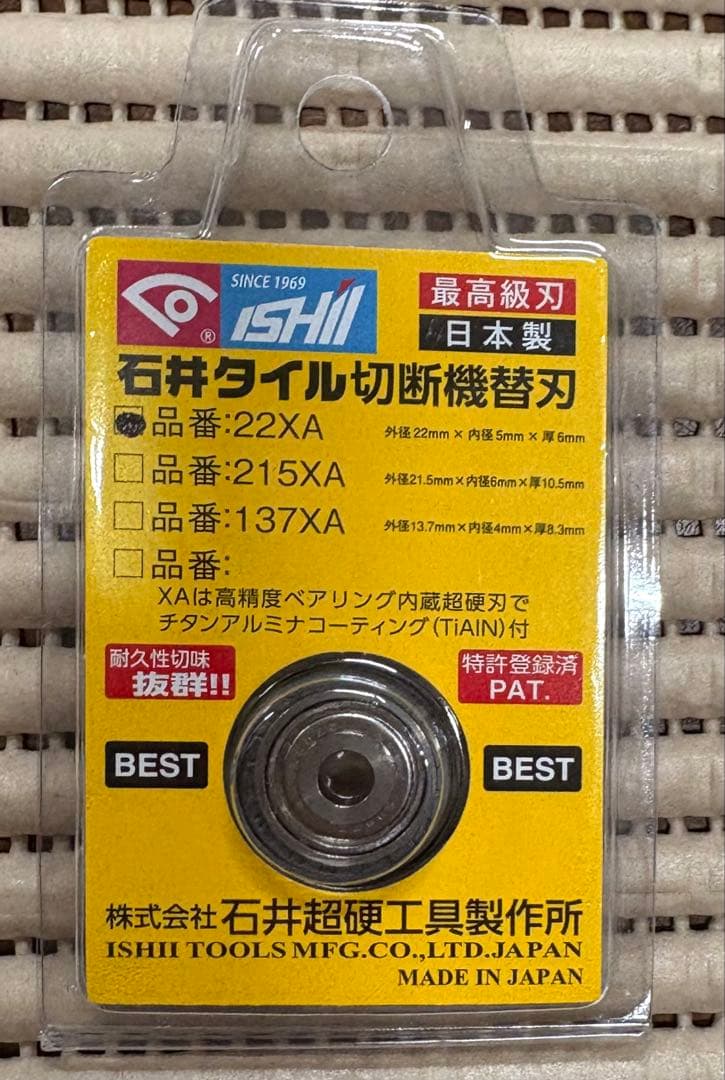 SINCE 1969
ISHII
®
最高級刃
日本製
石井タイル切断機替刃
品番:22XA 外径22mm×内径5mm×厚6mm
品番:215XA 外径21.5mm×内径6mm×厚10.5mm
品番:137XA 外径13.7mm×内径4mm×厚8.3mm
品番:
XAは高精度ベアリング内蔵超硬刃で
チタンアルミナコーティング(TiAlN)付
耐久性切味
抜群!!
特許登録済
PAT.
BEST
BEST
株式会社 石井超硬工具製作所
ISHII TOOLS MFG.CO.,LTD.JAPAN
MADE IN JAPAN